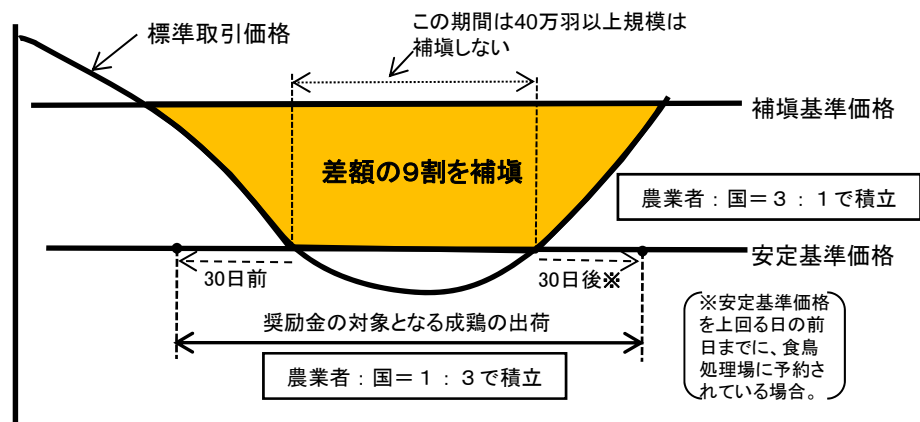 標準取引価格
この期間は40万羽以上規模は
補塡しない
補塡基準価格
差額の9割を補塡
農業者：国＝３：１で積立
安定基準価格
30日前
30日後※
奨励金の対象となる成鶏の出荷
農業者：国＝１：３で積立
※安定基準価格
を上回る日の前
日までに、食鳥
処理場に予約さ
れている場合。